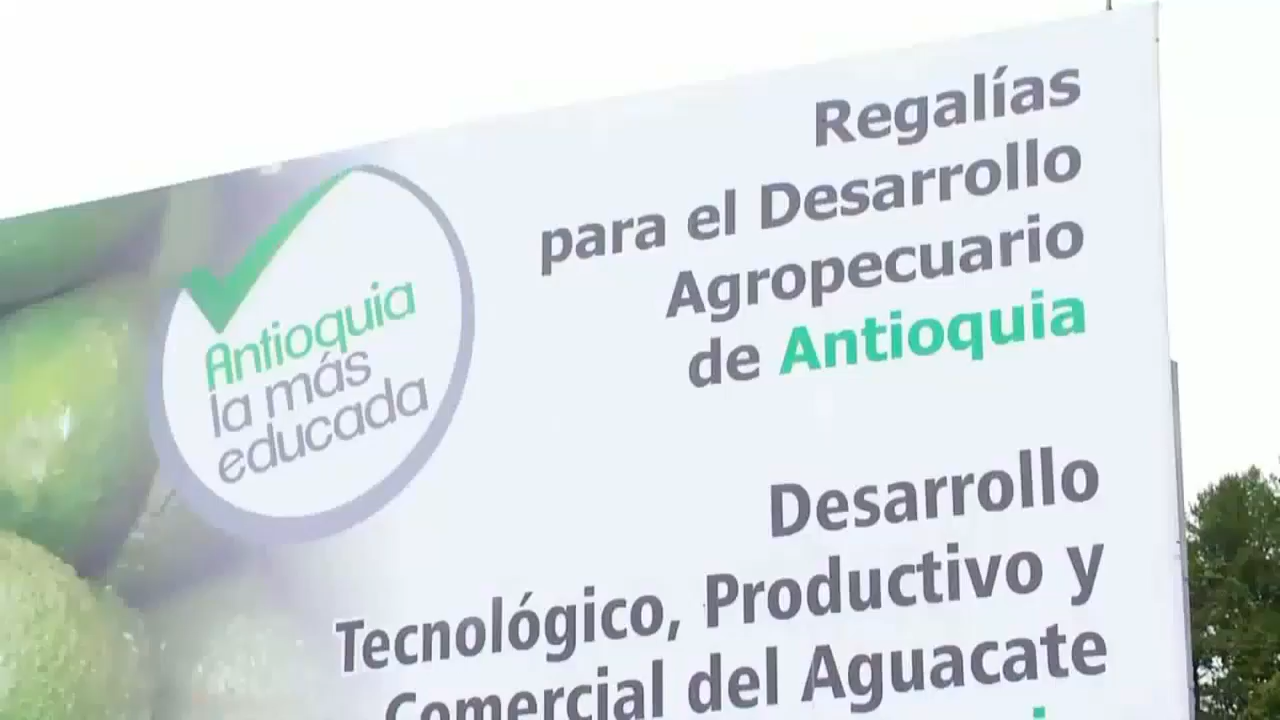 Antioquia
la más
educada
Regalías
para el Desarrollo
Agropecuario
de Antioquia
Desarrollo
Tecnológico, Productivo y
Comercial del Aguacate